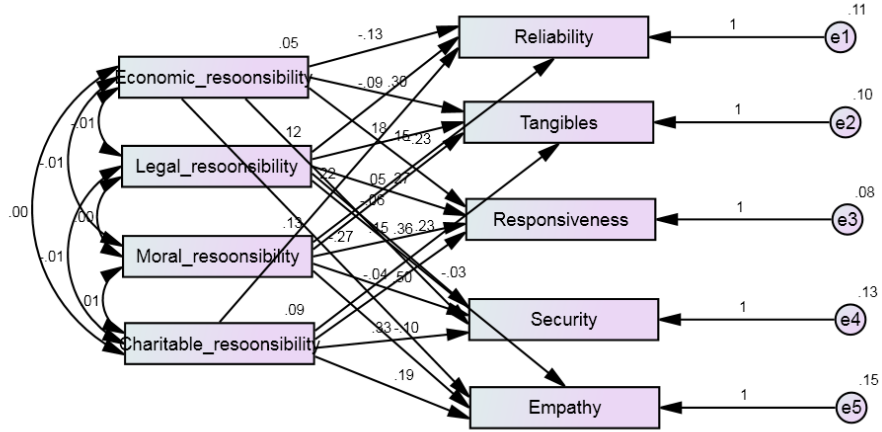 .11
.05
-.13
Reliability
1
e1
Economic_resoonsibility
-.09
.30
.10
-.01
.12
.18
.15
-.23
Tangibles
1
e2
-.01
Legal_resoonsibility
.22
.05
.27
-.06
.08
.00
.00
.13
-.27
.15
.36
.23
Responsiveness
1
e3
-.01
Moral_resoonsibility
-.04
.50
-.03
.13
.01
.09
.33
-.10
Security
1
e4
Charitable_resoonsibility
.19
.15
Empathy
1
e5